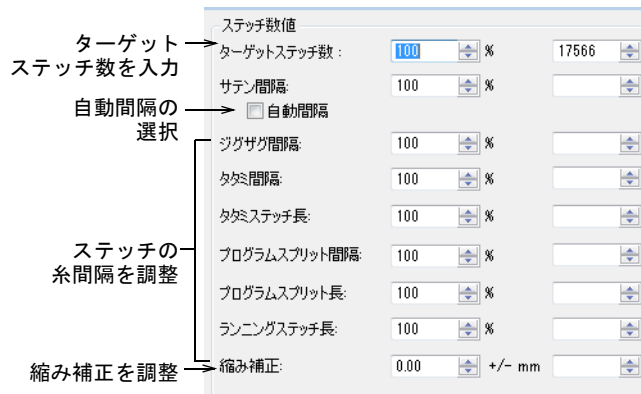 ステッチ数値
ターゲット
ステッチ数を入力
ターゲットステッチ数 : 100 % 17566
サテン間隔: 100 %
自動間隔の
選択
自動間隔
ジグザグ間隔: 100 %
タタミ間隔: 100 %
タタミステッチ長: 100 %
ステッチの
糸間隔を調整
プログラムスプリット間隔: 100 %
プログラムスプリット長: 100 %
ランニングステッチ長: 100 %
縮み補正を調整
縮み補正: 0.00 +/- mm